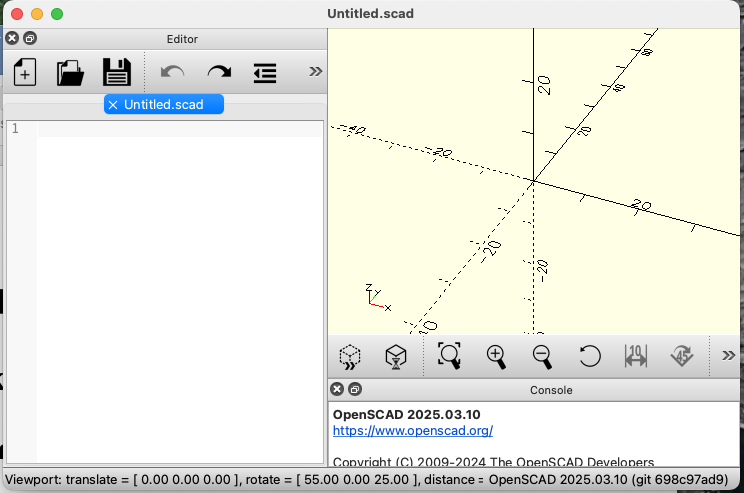 Untitled.scad
Editor
Untitled.scad
1
20
20
-40
-20
20
-20
-20
Z
Y
X
10
45
Console
OpenSCAD 2025.03.10
https://www.openscad.org/
Copyright (C) 2009-2024 The OpenSCAD Developers
Viewport: translate = [ 0.00 0.00 0.00 ], rotate = [ 55.00 0.00 25.00 ], distance = OpenSCAD 2025.03.10 (git 698c97ad9)